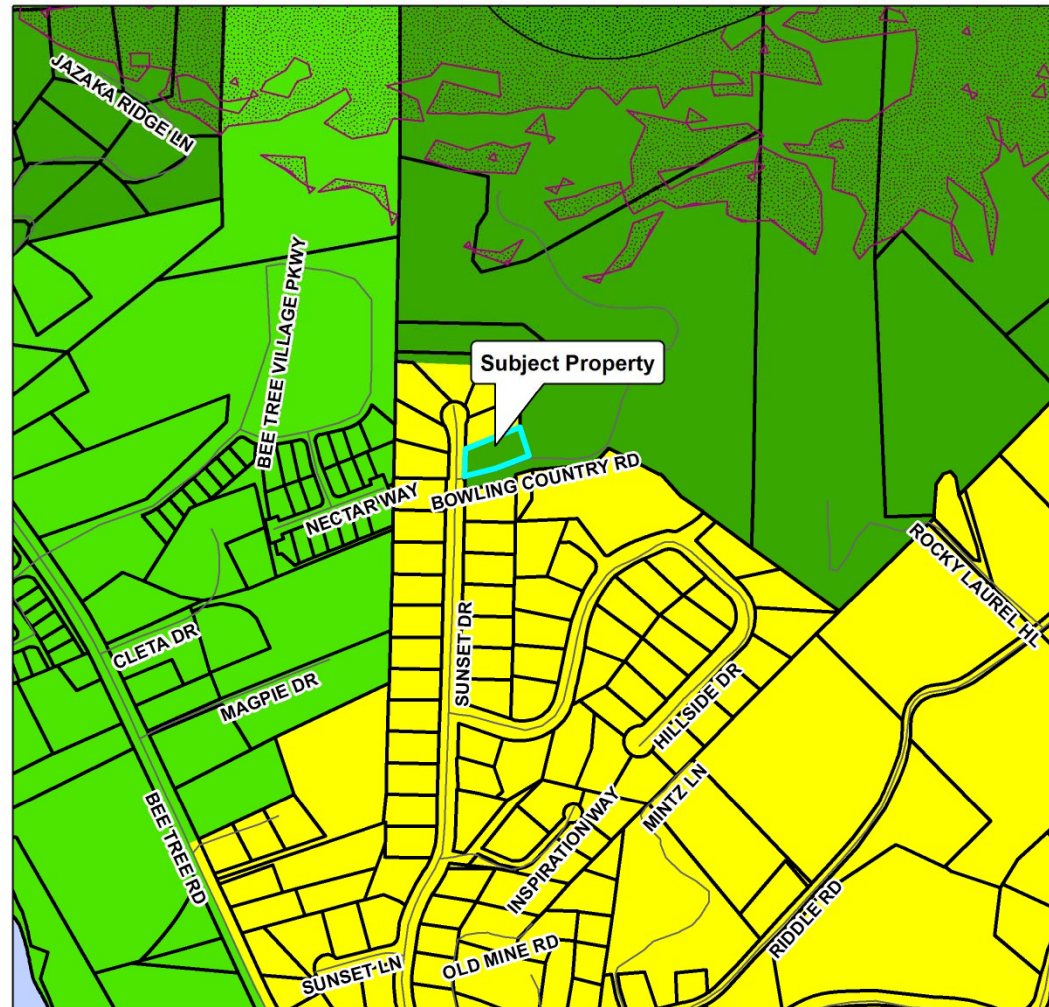 JAZAKA RIDGE LN
BEE TREE VILLAGE PKWY
Subject Property
NECTAR WAY
BOWLING COUNTRY RD
ROCKY LAUREL HL
CLETA DR
SUNSET DR
MAGPIE DR
HILLSIDE DR
MINTZ LN
BEE TREE RD
INSPIRATION WAY
RIDDLE RD
OLD MINE RD
SUNSET LN